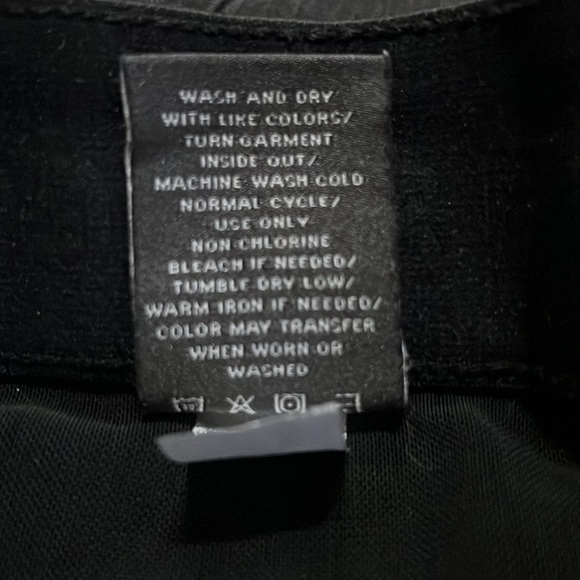 WASH AND DRY
WITH LIKE COLORS/
TURN GARMENT
INSIDE OUT/
MACHINE WASH COLD
NORMAL CYCLE/
USE ONLY
NON-CHLORINE
BLEACH IF NEEDED/
TUMBLE DRY LOW/
WARM IRON IF NEEDED/
COLOR MAY TRANSFER
WHEN WORN OR
WASHED